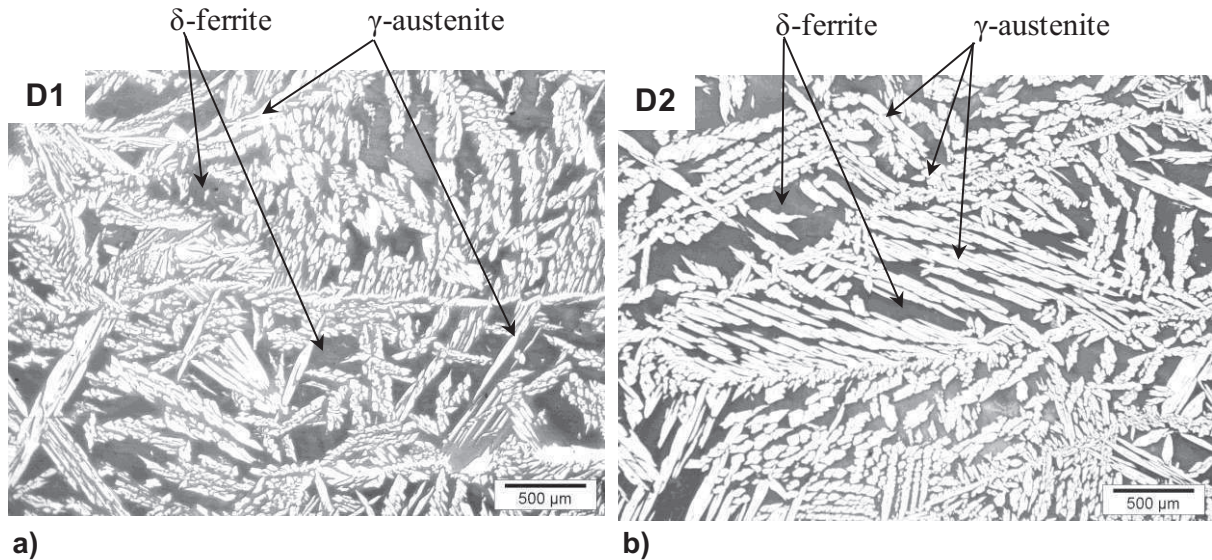 δ-ferrite γ-austenite
D1
500 µm
a)
δ-ferrite γ-austenite
D2
500 µm
b)